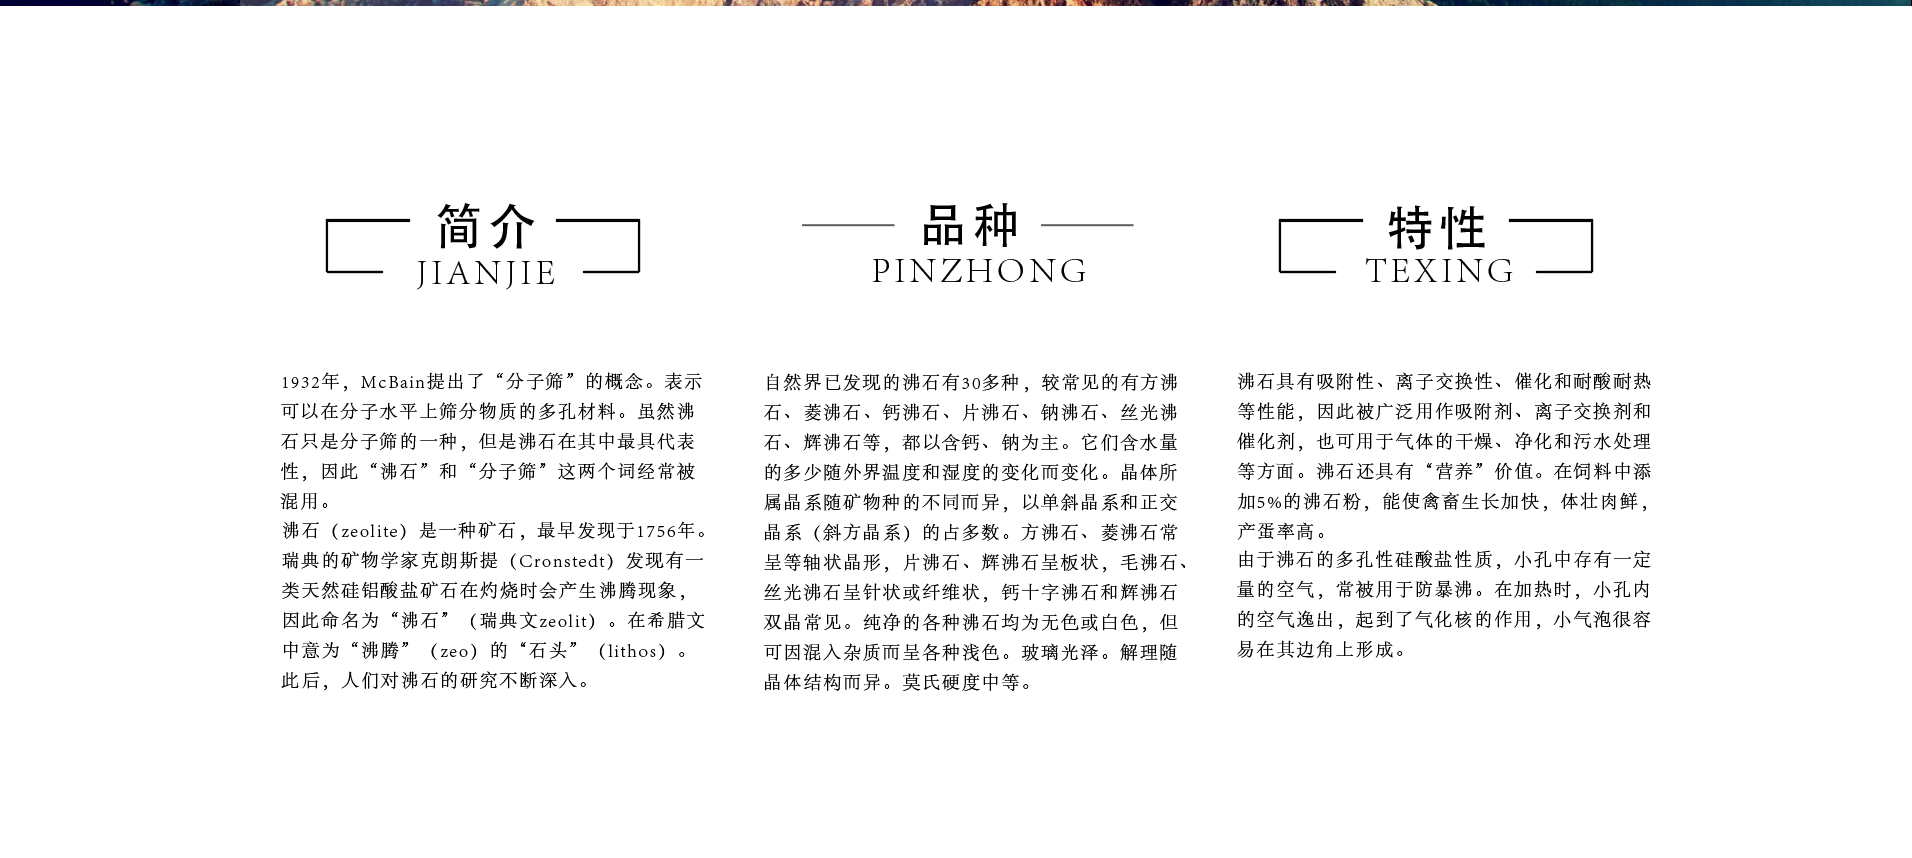 简介
JIANJIE
1932年，McBain提出了“分子筛”的概念。表示
可以在分子水平上筛分物质的多孔材料。虽然沸
石只是分子筛的一种，但是沸石在其中最具代表
性，因此“沸石”和“分子筛”这两个词经常被
混用。
沸石（zeolite）是一种矿石，最早发现于1756年。
瑞典的矿物学家克朗斯提（Cronstedt）发现有一
类天然硅铝酸盐矿石在灼烧时会产生沸腾现象，
因此命名为“沸石”（瑞典文zeolit）。在希腊文
中意为“沸腾”（zeo）的“石头”（lithos）。
此后，人们对沸石的研究不断深入。
品种
PINZHONG
自然界已发现的沸石有30多种，较常见的有方沸
石、菱沸石、钙沸石、片沸石、钠沸石、丝光沸
石、辉沸石等，都以含钙、钠为主。它们含水量
的多少随外界温度和湿度的变化而变化。晶体所
属晶系随矿物种的不同而异，以单斜晶系和正交
晶系（斜方晶系）的占多数。方沸石、菱沸石常
呈等轴状晶形，片沸石、辉沸石呈板状，毛沸石、
丝光沸石呈针状或纤维状，钙十字沸石和辉沸石
双晶常见。纯净的各种沸石均为无色或白色，但
可因混入杂质而呈各种浅色。玻璃光泽。解理随
晶体结构而异。莫氏硬度中等。
特性
TEXING
沸石具有吸附性、离子交换性、催化和耐酸耐热
等性能，因此被广泛用作吸附剂、离子交换剂和
催化剂，也可用于气体的干燥、净化和污水处理
等方面。沸石还具有“营养”价值。在饲料中添
加5%的沸石粉，能使禽畜生长加快，体壮肉鲜，
产蛋率高。
由于沸石的多孔性硅酸盐性质，小孔中存有一定
量的空气，常被用于防暴沸。在加热时，小孔内
的空气逸出，起到了气化核的作用，小气泡很容
易在其边角上形成。